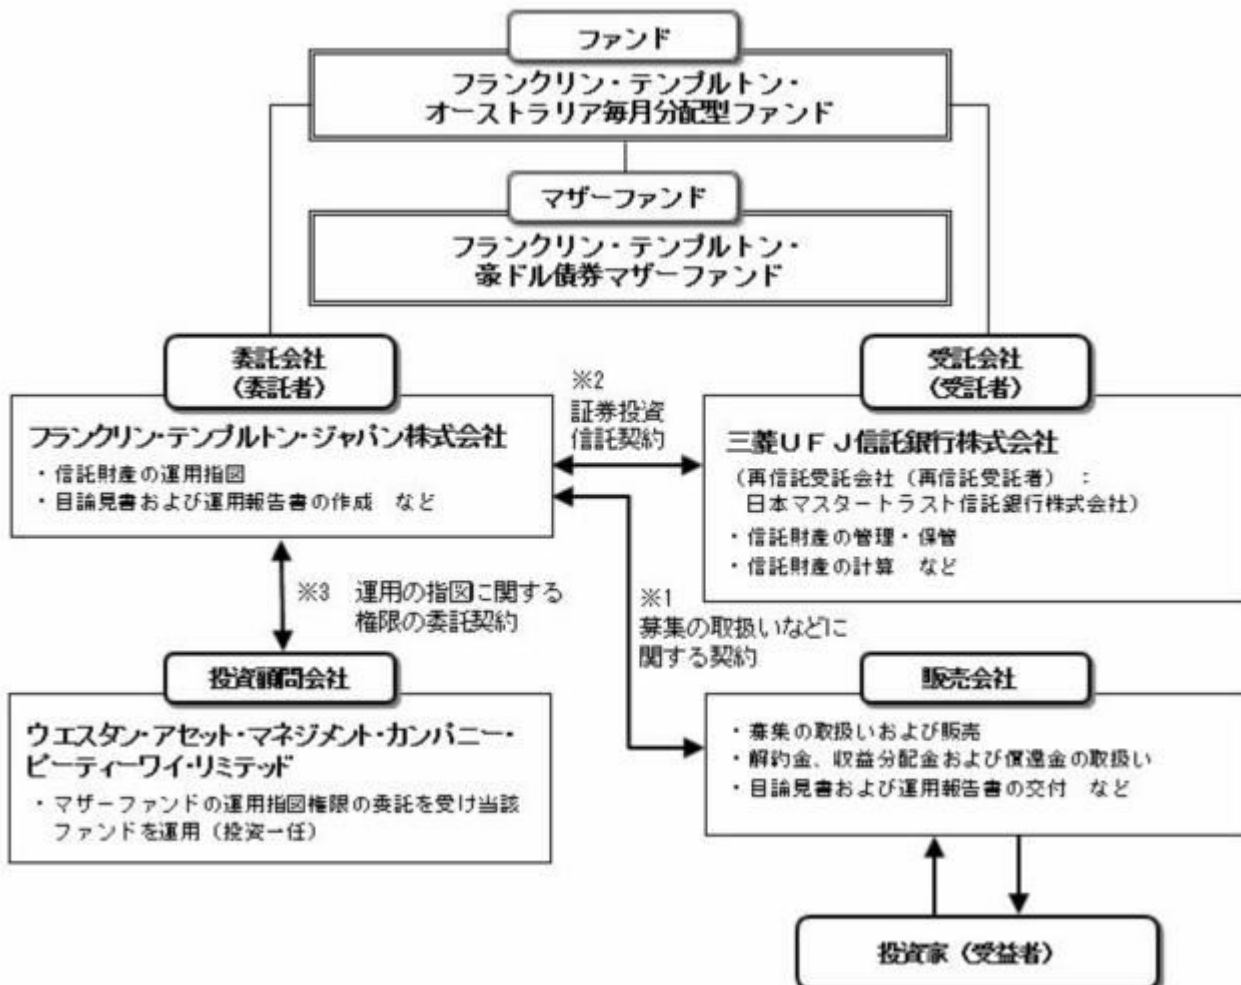 ファンド
フランクリン・テンプルトン・
オーストラリア毎月分配型ファンド
マザーファンド
フランクリン・テンプルトン・
豪ドル債券マザーファンド
委託会社
（委託者）
フランクリン・テンプルトン・ジャパン株式会社
・信託財産の運用指図
・目論見書および運用報告書の作成　など
※2
証券投資
信託契約
受託会社
（受託者）
三菱ＵＦＪ信託銀行株式会社
（再信託受託会社（再信託受託者）：
日本マスタートラスト信託銀行株式会社）
・信託財産の管理・保管
・信託財産の計算　など
※3　運用の指図に関する
権限の委託契約
※1
募集の取扱いなどに
関する契約
投資顧問会社
ウエスタン・アセット・マネジメント・カンパニー・
ピーティーワイ・リミテッド
・マザーファンドの運用指図権限の委託を受け当該
ファンドを運用（投資一任）
販売会社
・募集の取扱いおよび販売
・解約金、収益分配金および償還金の取扱い
・目論見書および運用報告書の交付　など
投資家（受益者）